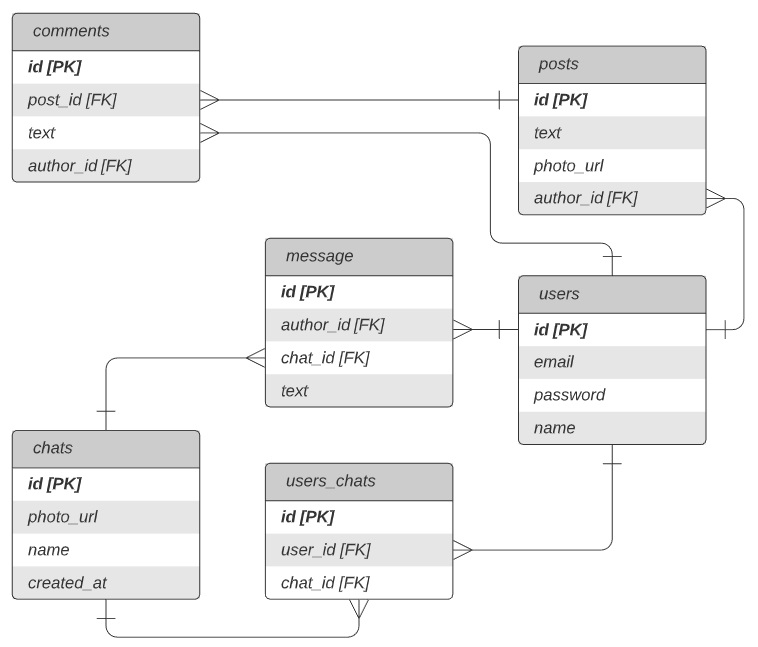 comments
id [PK]
post_id [FK]
text
author_id [FK]
posts
id [PK]
text
photo_url
author_id [FK]
message
id [PK]
author_id [FK]
chat_id [FK]
text
users
id [PK]
email
password
name
chats
id [PK]
photo_url
name
created_at
users_chats
id [PK]
user_id [FK]
chat_id [FK]